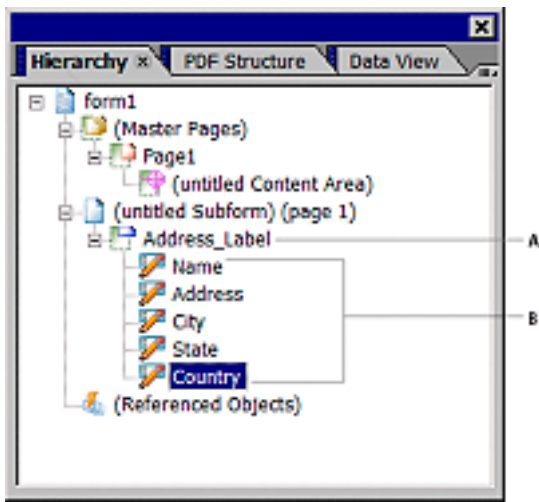 Hierarchy × PDF Structure Data View
form1
(Master Pages)
Page1
(untitled Content Area)
(untitled Subform) (page 1)
Address_Label A
Name
Address
City B
State
Country
(Referenced Objects)